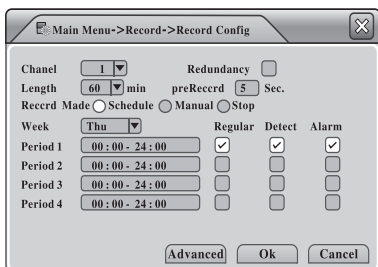 Main Menu->Record->Record Config
Chanel 1 Redundancy
Length 60 min preReccrd 5 Sec.
Reccrd Made Schedule Manual Stop
Week Thu Regular Detect Alarm
Period 1 00:00- 24:00
Period 2 00:00- 24:00
Period 3 00:00- 24:00
Period 4 00:00- 24:00
Advanced Ok Cancel